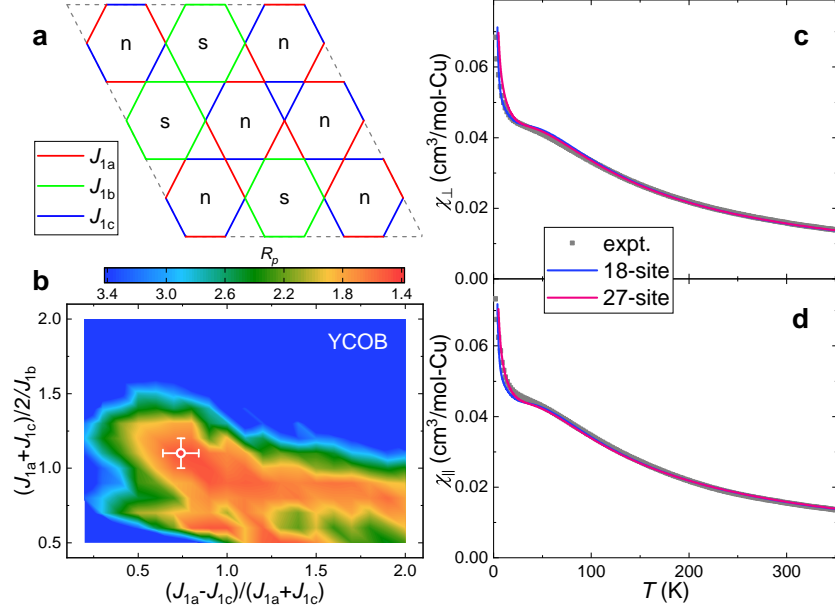 a
n
s
n
s
n
n
n
s
n
J1a
J1b
J1c
b
Rp
3.4
3.0
2.6
2.2
1.8
1.4
YCOB
(J1a+J1c)/2/J1b
2.0
1.5
1.0
0.5
0.5
1.0
1.5
2.0
(J1a-J1c)/(J1a+J1c)
c
χ⊥ (cm³/mol-Cu)
0.06
0.04
0.02
0.00
expt.
18-site
27-site
d
χ∥ (cm³/mol-Cu)
0.06
0.04
0.02
0.00
0
100
200
300
T (K)